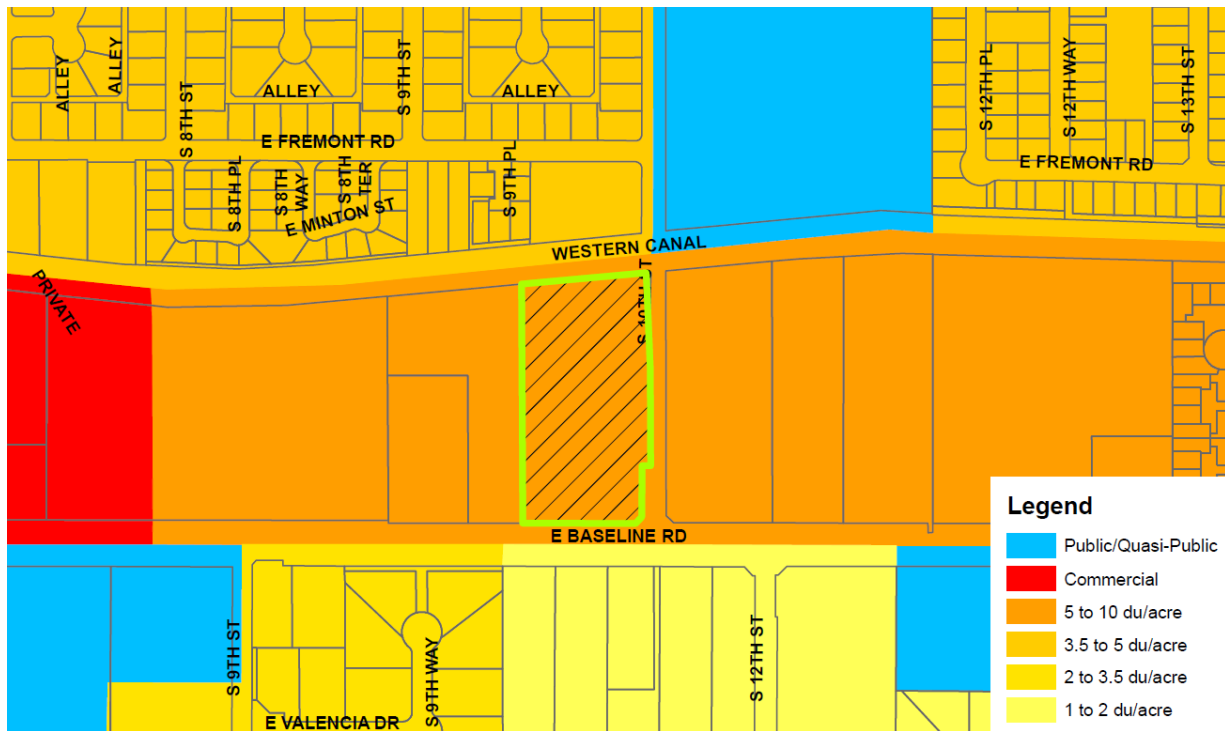 ALLEY
ALLEY
S 8TH ST
ALLEY
S 9TH ST
ALLEY
S 12TH PL
S 12TH WAY
S 13TH ST
E FREMONT RD
E FREMONT RD
S 8TH PL
S 8TH
WAY
S 8TH
TER
S 9TH PL
E MINTON ST
WESTERN CANAL
PRIVATE
S 10TH ST
E BASELINE RD
S 9TH ST
S 9TH WAY
S 12TH ST
E VALENCIA DR
Legend
Public/Quasi-Public
Commercial
5 to 10 du/acre
3.5 to 5 du/acre
2 to 3.5 du/acre
1 to 2 du/acre